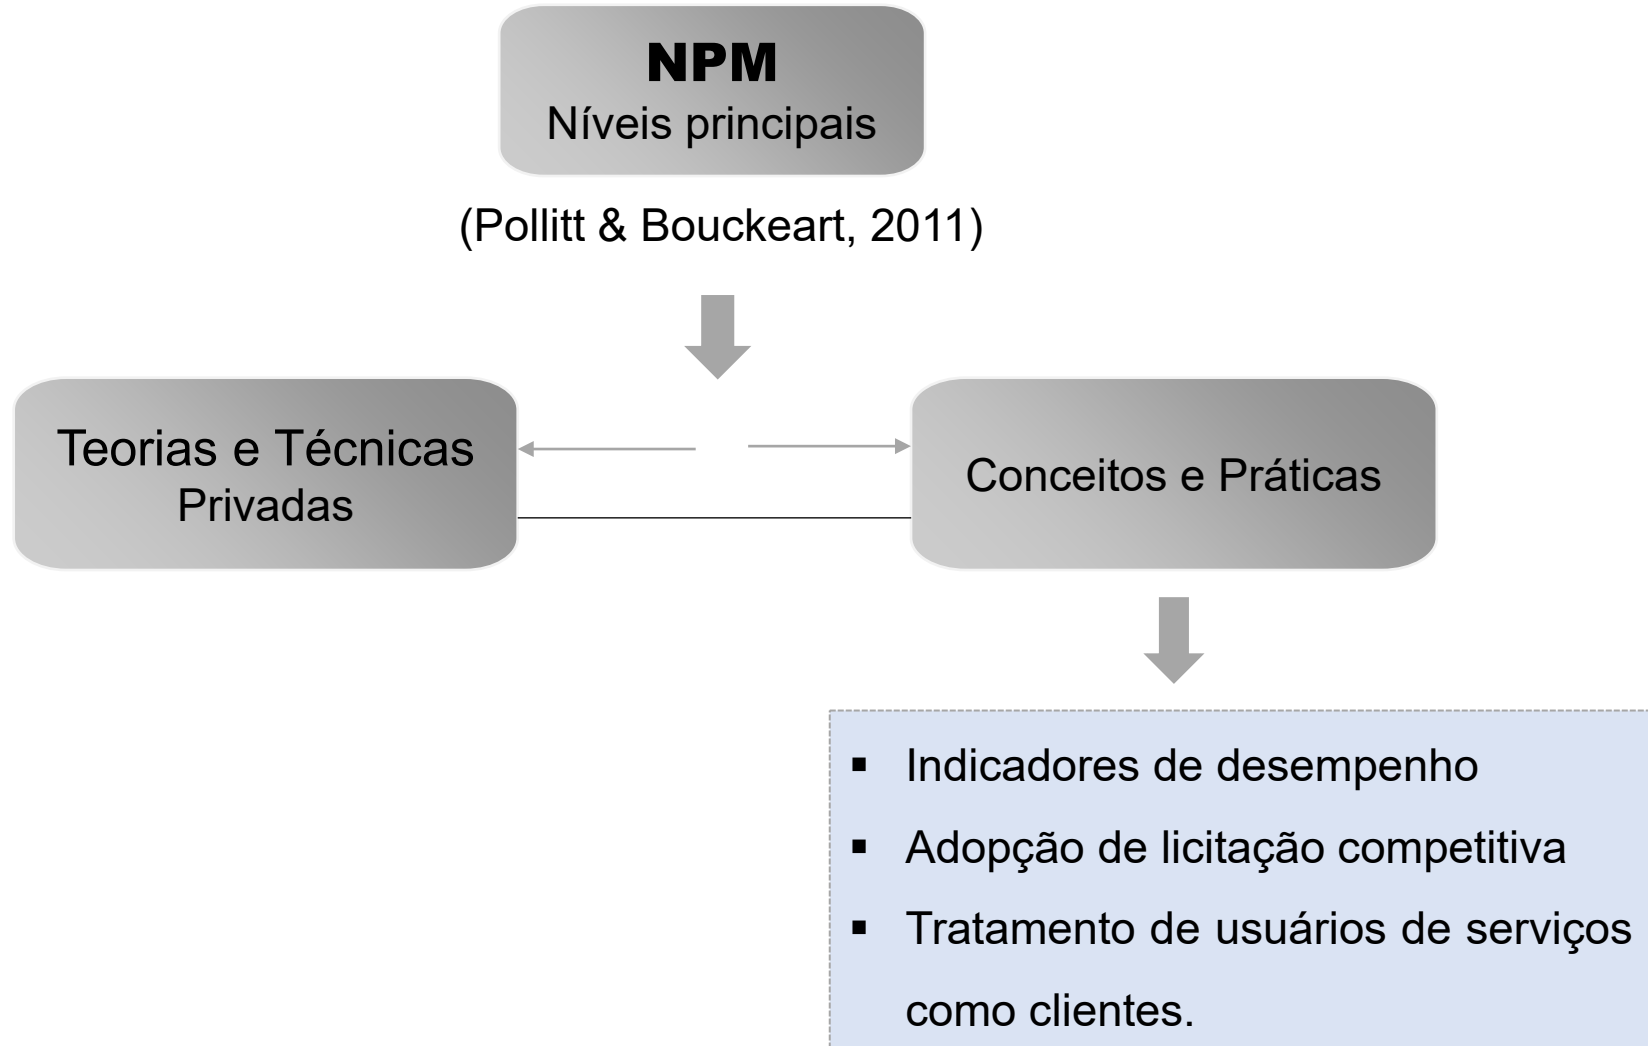 NPM
Níveis principais
(Pollitt & Bouckeart, 2011)
Teorias e Técnicas
Privadas
Conceitos e Práticas
▪ Indicadores de desempenho
▪ Adopção de licitação competitiva
▪ Tratamento de usuários de serviços
como clientes.